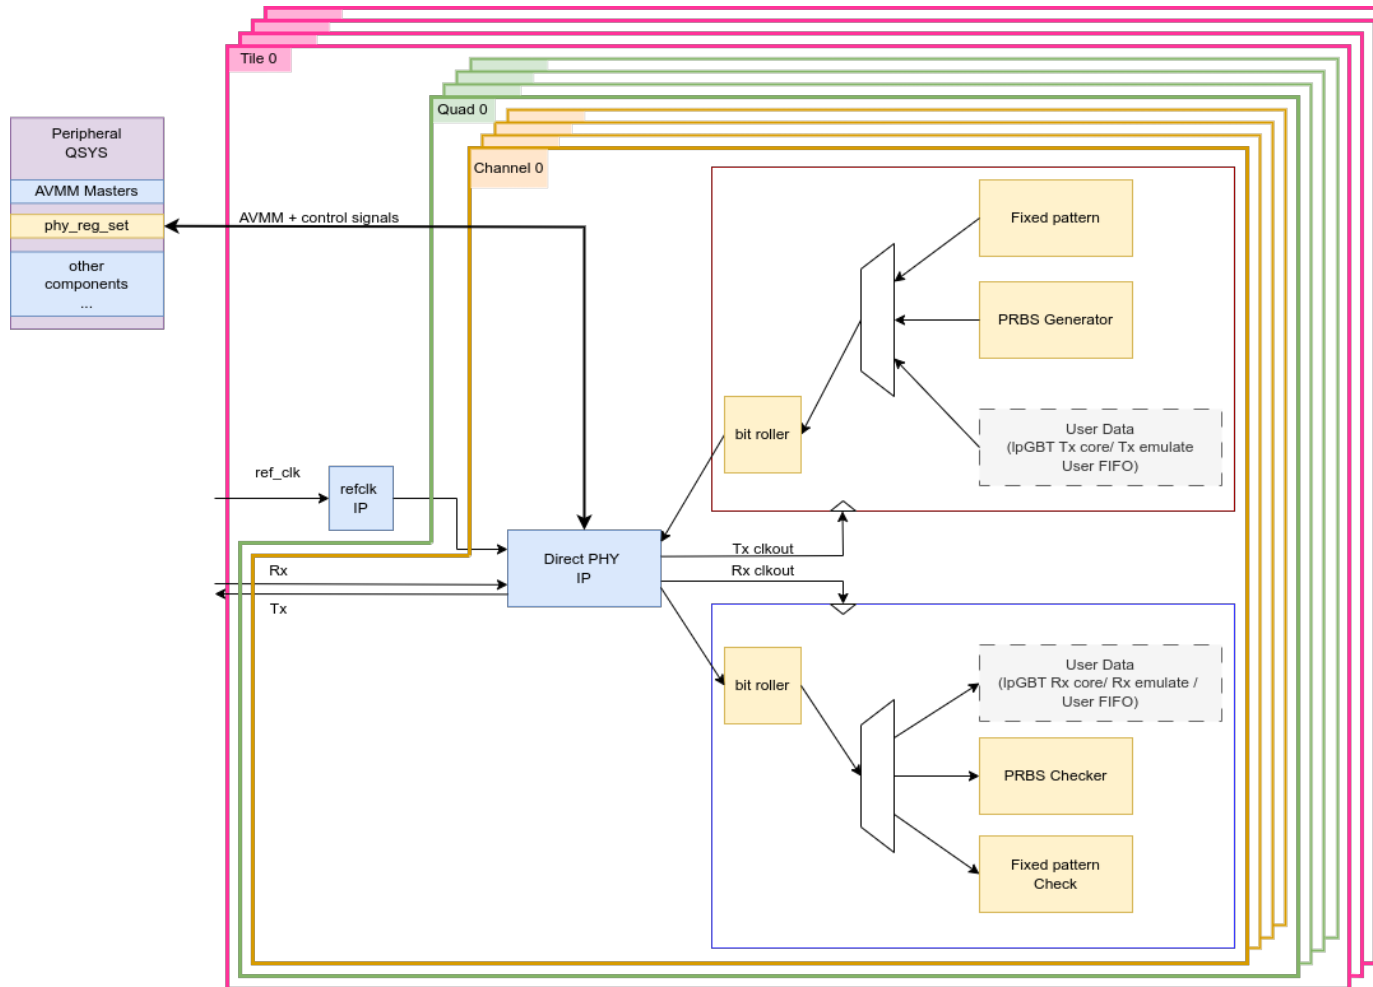 Tile 0
Quad 0
Peripheral
QSYS
Channel 0
AVMM Masters
phy_reg_set
AVMM + control signals
other
components
...
Fixed pattern
PRBS Generator
User Data
(lpGBT Tx core/ Tx emulate
User FIFO)
bit roller
ref_clk
refclk
IP
Direct PHY
IP
Tx clkout
Rx clkout
Rx
Tx
bit roller
User Data
(lpGBT Rx core/ Rx emulate /
User FIFO)
PRBS Checker
Fixed pattern
Check